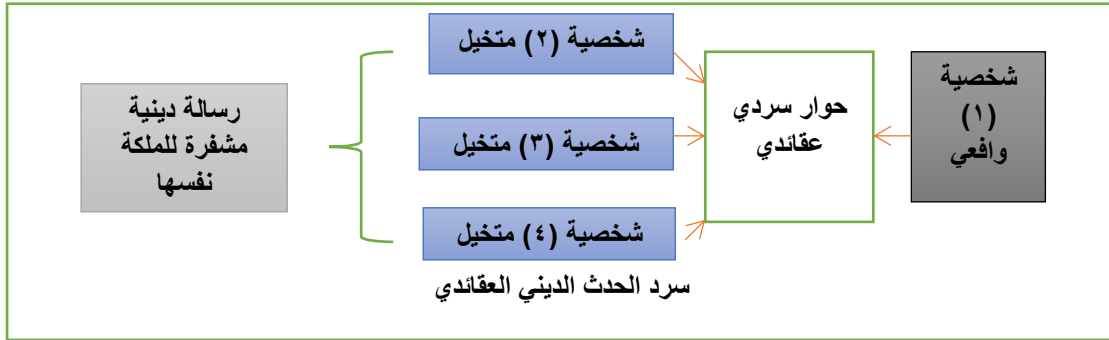 شخصية
(١)
وافعي
حوار سردي
عقائدي
شخصية (٢) متخيل
شخصية (٣) متخيل
شخصية (٤) متخيل
رسالة دينية
مشفرة للملكة
نفسها
سرد الحدث الديني العقائدي